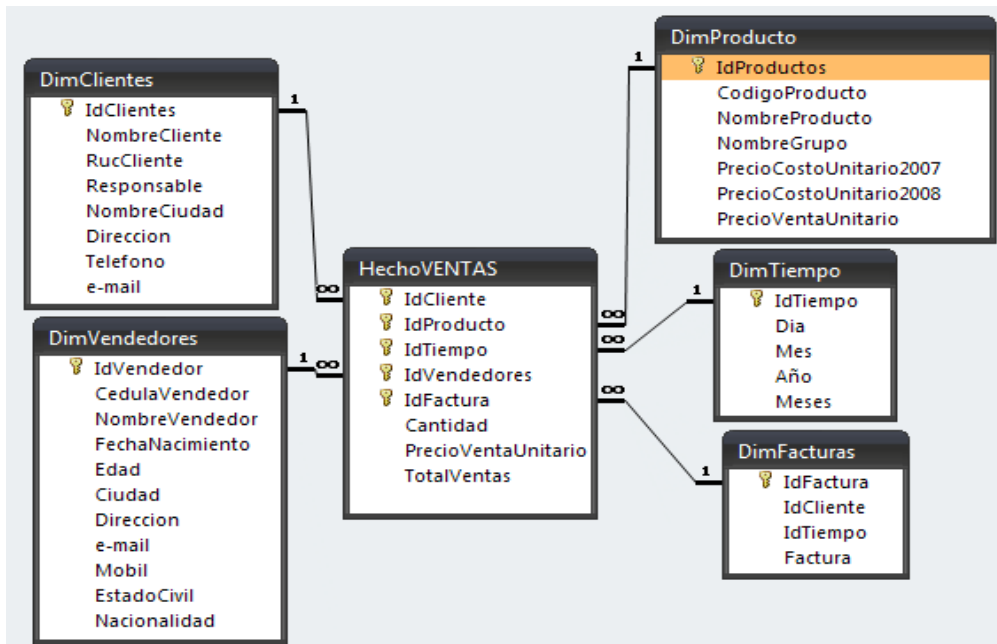 DimClientes
IdClientes
NombreCliente
RucCliente
Responsable
NombreCiudad
Direccion
Telefono
e-mail
1
∞
DimVendedores
IdVendedor
CedulaVendedor
NombreVendedor
FechaNacimiento
Edad
Ciudad
Direccion
e-mail
Mobil
EstadoCivil
Nacionalidad
1
∞
HechoVENTAS
IdCliente
IdProducto
IdTiempo
IdVendedores
IdFactura
Cantidad
PrecioVentaUnitario
TotalVentas
∞
∞
∞
1
DimProducto
IdProductos
CodigoProducto
NombreProducto
NombreGrupo
PrecioCostoUnitario2007
PrecioCostoUnitario2008
PrecioVentaUnitario
1
DimTiempo
IdTiempo
Dia
Mes
Año
Meses
1
DimFacturas
IdFactura
IdCliente
IdTiempo
Factura